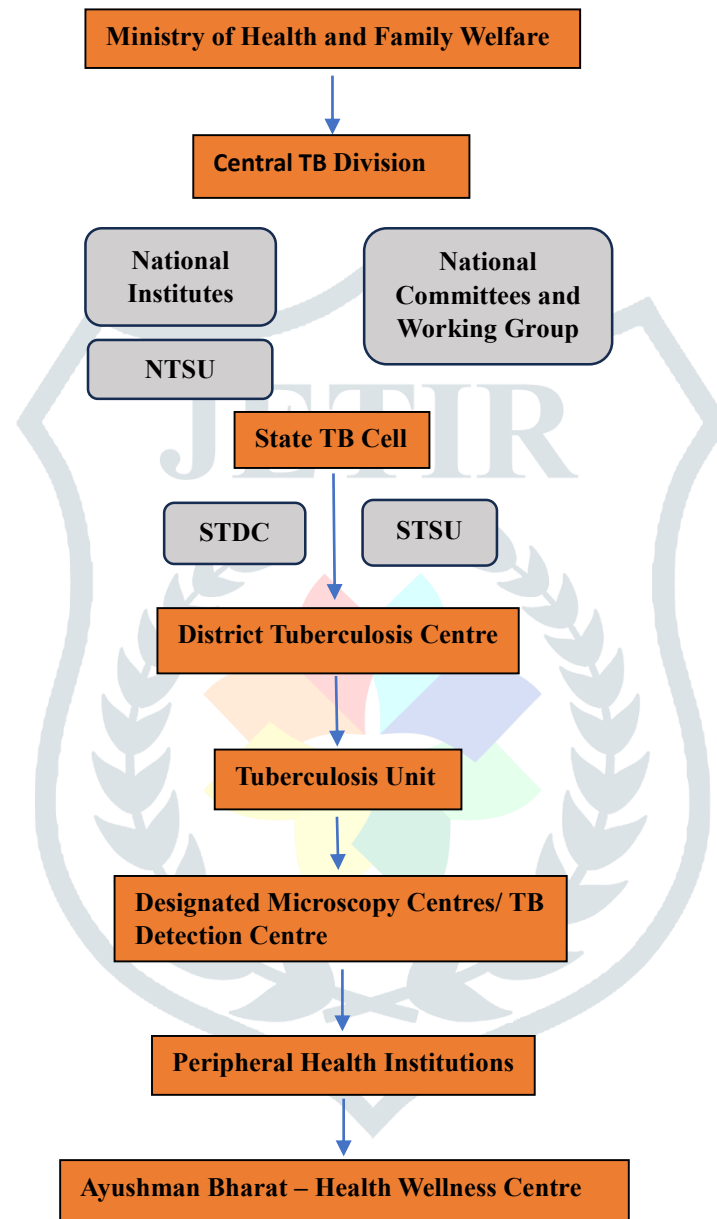 Ministry of Health and Family Welfare
Central TB Division
National
Institutes
National
Committees and
Working Group
NTSU
JETIR
State TB Cell
STDC
STSU
District Tuberculosis Centre
Tuberculosis Unit
Designated Microscopy Centres/ TB
Detection Centre
Peripheral Health Institutions
Ayushman Bharat – Health Wellness Centre